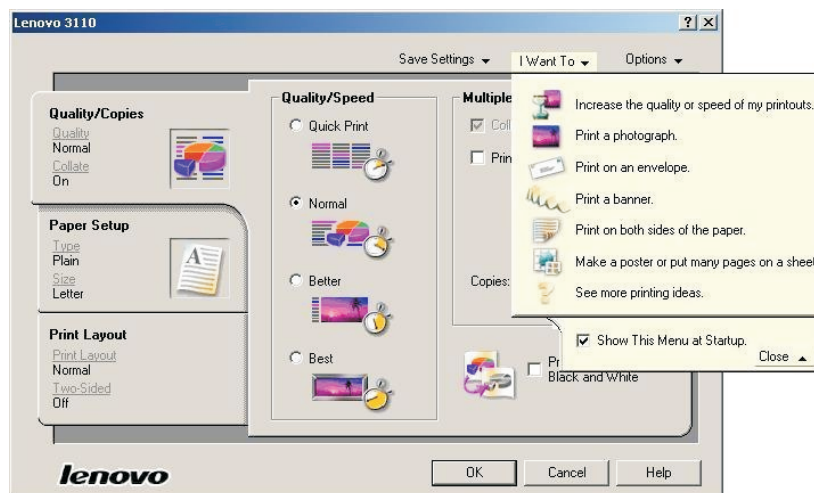 Lenovo 3110
Save Settings
I Want To
Options
Quality/Copies
Quality
Normal
Collate
On
Paper Setup
Type
Plain
Size
Letter
Print Layout
Print Layout
Normal
Two-Sided
Off
Quality/Speed
Quick Print
Normal
Better
Best
Multiple
Copies:
Black and White
Increase the quality or speed of my printouts.
Print a photograph.
Print on an envelope.
Print a banner.
Print on both sides of the paper.
Make a poster or put many pages on a sheet
See more printing ideas.
Show This Menu at Startup.
Close
lenovo
OK
Cancel
Help